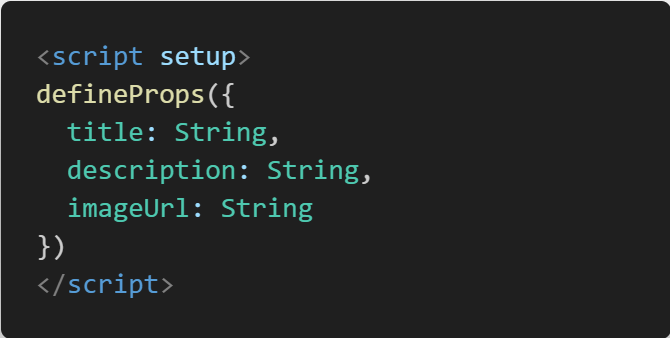 <script setup>
defineProps({
  title: String,
  description: String,
  imageUrl: String
})
</script>